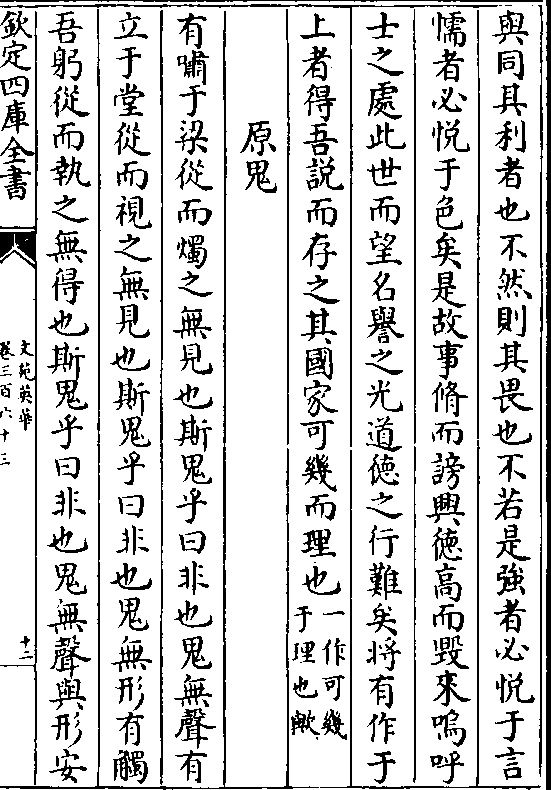 與同其利者也不然則其畏也不若是強者必悦于言
懦者必悦于色矣是故事脩而謗興徳高而毀來嗚呼
士之處此世而望名譽之光道徳之行難矣将有作于
上者得吾説而存之其國家可幾而理也一作可幾于理也歟
原鬼
有嘯于梁從而燭之無見也斯鬼乎曰非也鬼無聲有
立于堂從而視之無見也斯鬼乎曰非也鬼無形有觸
吾躬從而執之無得也斯鬼乎曰非也鬼無聲與形安
欽定四庫全書
文苑英華
卷三百六十三
十二